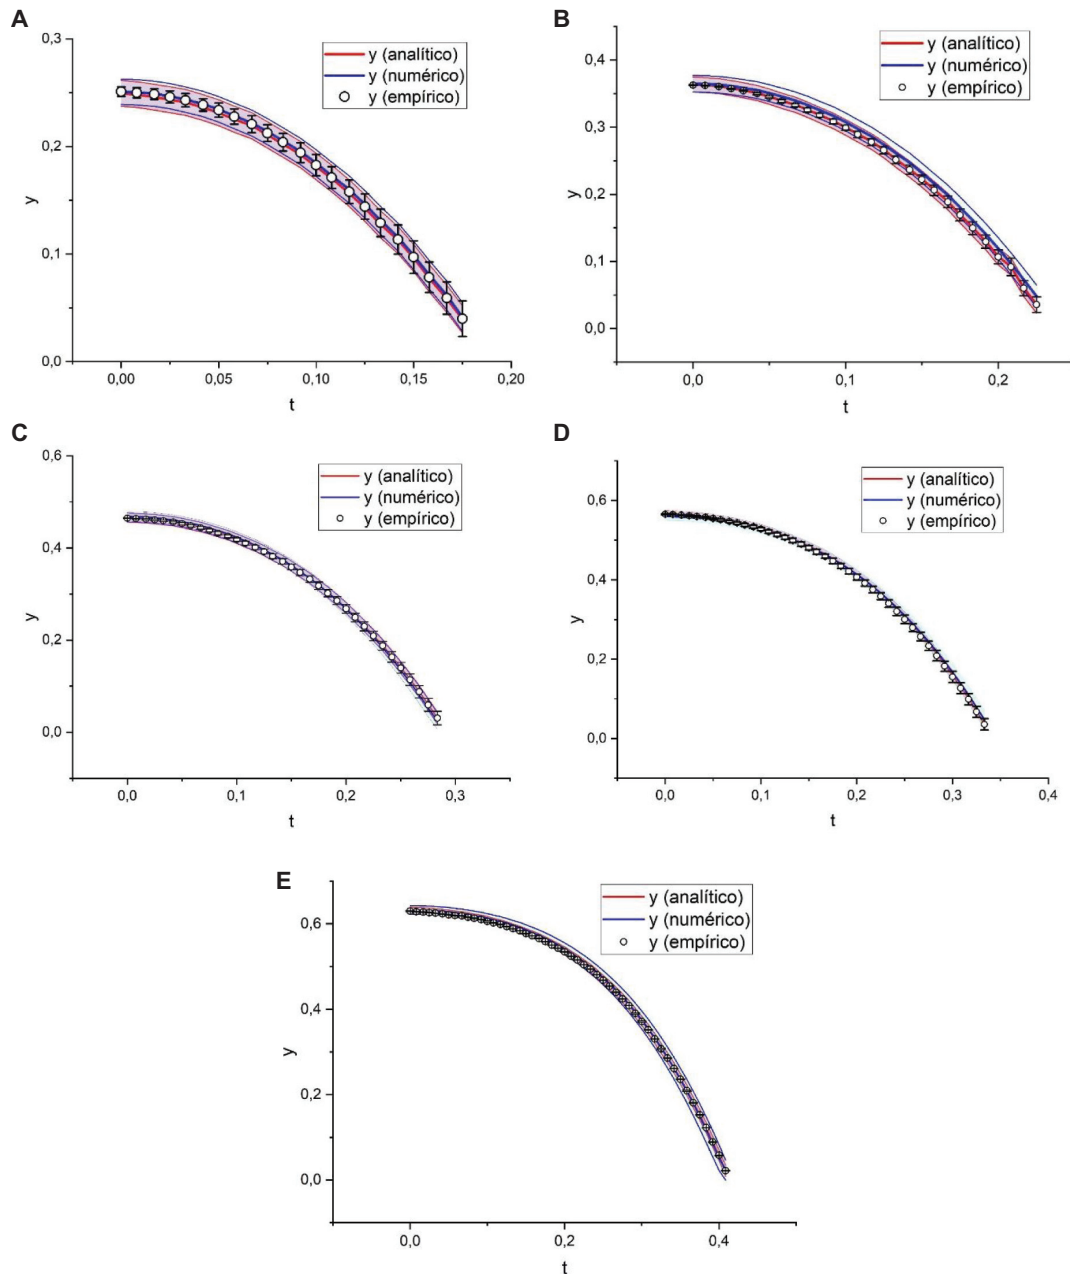 A
0,3
0,2
0,1
0,0
y
y (analítico)
y (numérico)
y (empírico)
0,00
0,05
0,10
0,15
0,20
t
B
0,4
0,3
0,2
0,1
0,0
y
y (analítico)
y (numérico)
y (empírico)
0,0
0,1
0,2
t
C
0,6
0,4
0,2
0,0
y
y (analítico)
y (numérico)
y (empírico)
0,0
0,1
0,2
0,3
t
D
0,6
0,4
0,2
0,0
y
y (analítico)
y (numérico)
y (empírico)
0,0
0,1
0,2
0,3
0,4
t
E
0,6
0,4
0,2
0,0
y
y (analítico)
y (numérico)
y (empírico)
0,0
0,2
0,4
t